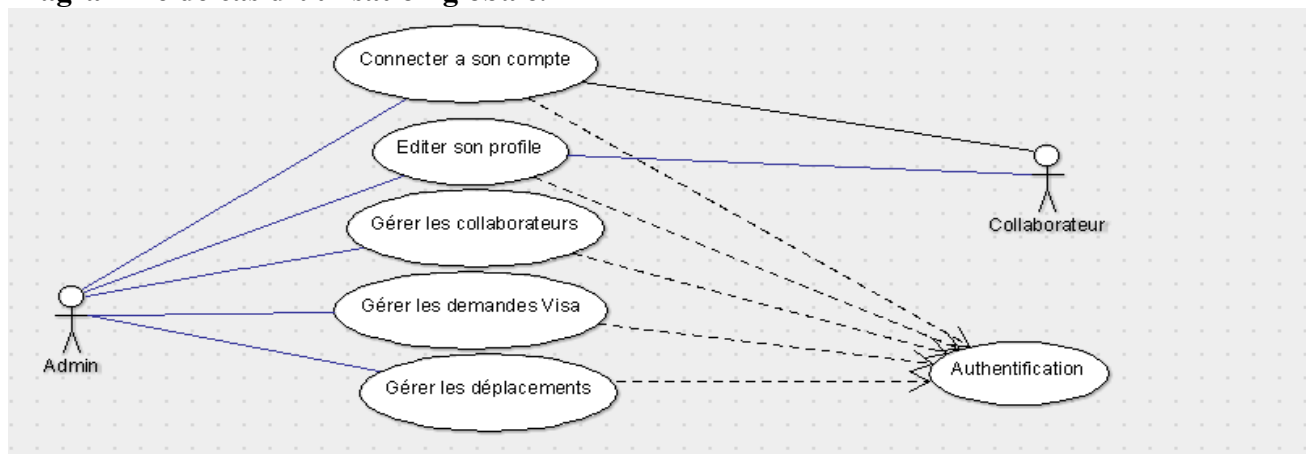 Connecter a son compte
Editer son profile
Gérer les collaborateurs
Collaborateur
Gérer les demandes Visa
Admin
Authentification
Gérer les déplacements